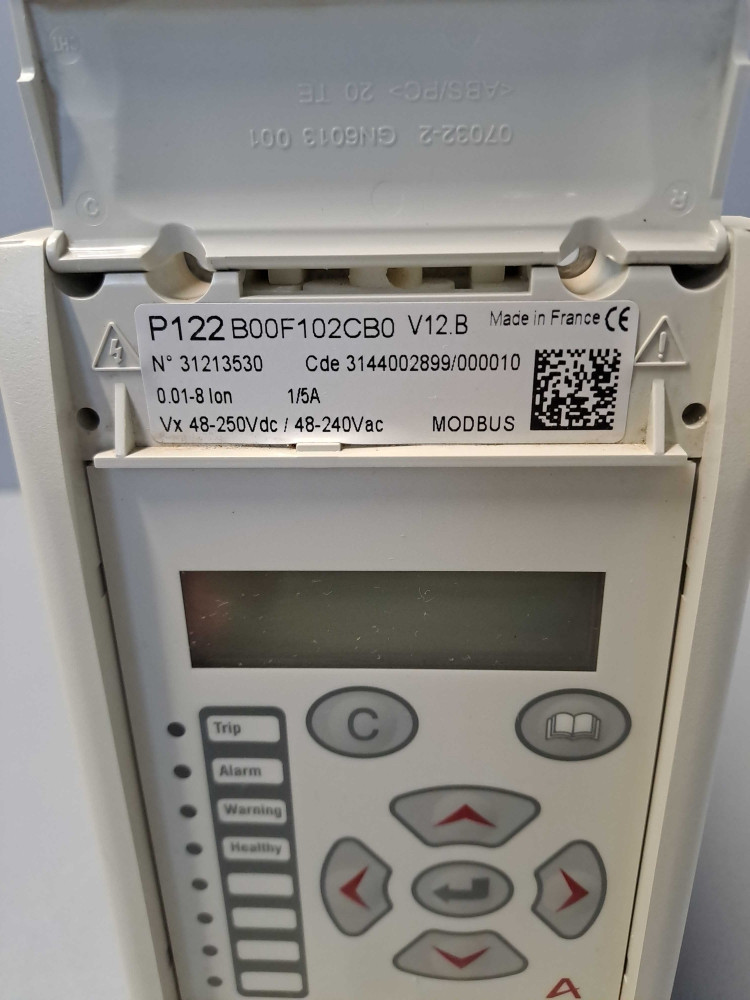 <ABS/PC> 20 TE
07032-2 GN6013 001
P122 B00F102CB0 V12.B Made in France CE
N° 31213530 Cde 3144002899/000010
0.01-8 Ion 1/5A
Vx 48-250Vdc / 48-240Vac MODBUS
C
Trip
Alarm
Warning
Healthy